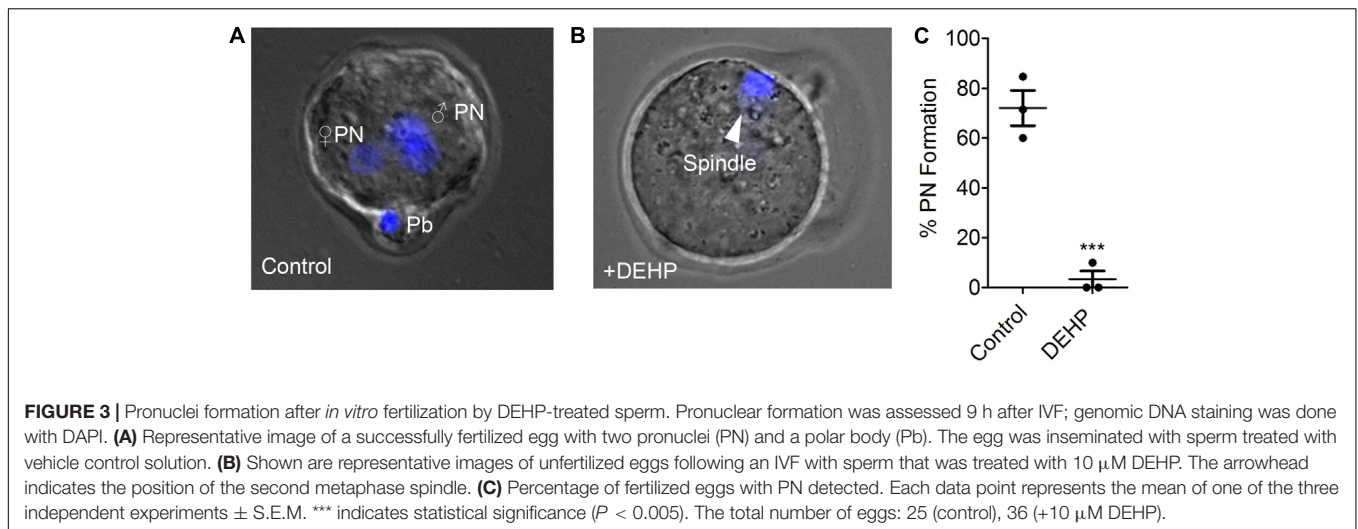 A
♀PN
♂ PN
Pb
Control
B
Spindle
+DEHP
C
% PN Formation
100
80
60
40
20
0
***
Control
DEHP
FIGURE 3 | Pronuclei formation after in vitro fertilization by DEHP-treated sperm. Pronuclear formation was assessed 9 h after IVF; genomic DNA staining was done
with DAPI. (A) Representative image of a successfully fertilized egg with two pronuclei (PN) and a polar body (Pb). The egg was inseminated with sperm treated with
vehicle control solution. (B) Shown are representative images of unfertilized eggs following an IVF with sperm that was treated with 10 μM DEHP. The arrowhead
indicates the position of the second metaphase spindle. (C) Percentage of fertilized eggs with PN detected. Each data point represents the mean of one of the three
independent experiments ± S.E.M. *** indicates statistical significance (P < 0.005). The total number of eggs: 25 (control), 36 (+10 μM DEHP).